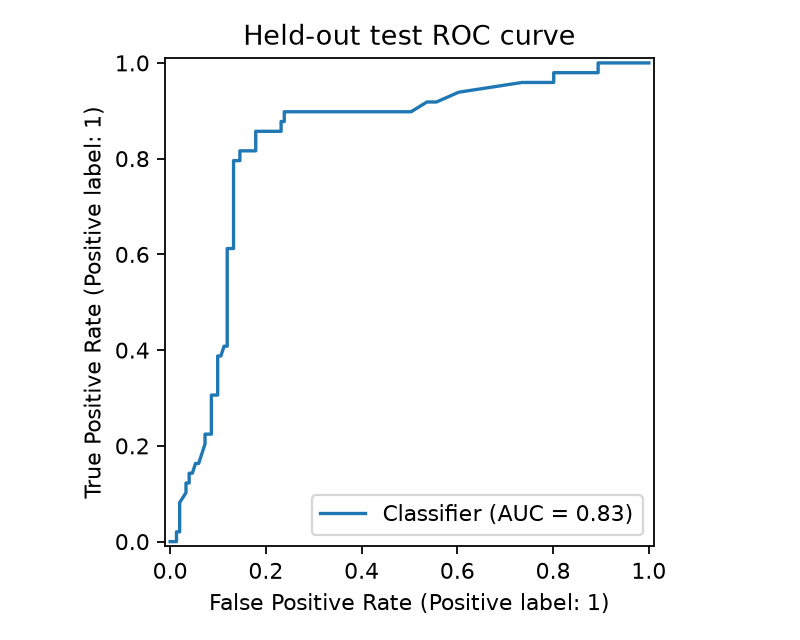 Held-out test ROC curve
1.0
0.8
0.6
0.4
0.2
0.0
True Positive Rate (Positive label: 1)
Classifier (AUC = 0.83)
0.0 0.2 0.4 0.6 0.8 1.0
False Positive Rate (Positive label: 1)